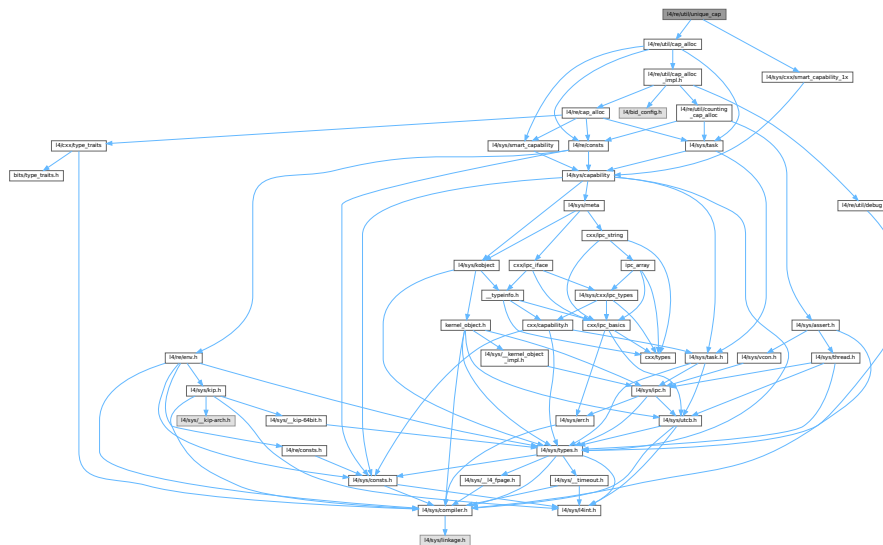 l4/re/util/unique_cap
l4/re/util/cap_alloc
l4/re/util/cap_alloc
_impl.h
l4/sys/cxx/smart_capability_1x
l4/re/cap_alloc
l4/bid_config.h
l4/re/util/counting
_cap_alloc
l4/cxx/type_traits
l4/sys/smart_capability
l4/re/consts
l4/sys/task
bits/type_traits.h
l4/sys/capability
l4/sys/meta
l4/re/util/debug
cxx/ipc_string
l4/sys/kobject
cxx/ipc_iface
ipc_array
__typeinfo.h
l4/sys/cxx/ipc_types
kernel_object.h
cxx/capability.h
cxx/ipc_basics
l4/sys/assert.h
l4/re/env.h
l4/sys/__kernel_object
_impl.h
cxx/types
l4/sys/task.h
l4/sys/vcon.h
l4/sys/thread.h
l4/sys/kip.h
l4/sys/ipc.h
l4/sys/__kip-arch.h
l4/sys/__kip-64bit.h
l4/sys/err.h
l4/sys/utcb.h
l4/re/consts.h
l4/sys/types.h
l4/sys/consts.h
l4/sys/__l4_fpage.h
l4/sys/__timeout.h
l4/sys/compiler.h
l4/sys/l4int.h
l4/sys/linkage.h